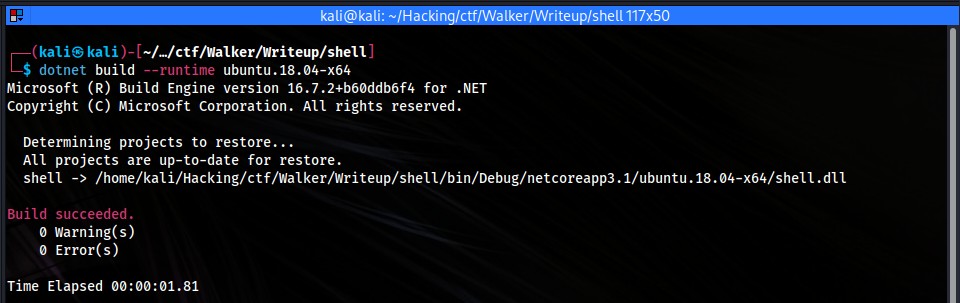 kali@kali: ~/Hacking/ctf/Walker/Writeup/shell 117x50
┌──(kali㉿kali)-[~/…/ctf/Walker/Writeup/shell]
└─$ dotnet build --runtime ubuntu.18.04-x64
Microsoft (R) Build Engine version 16.7.2+b60ddb6f4 for .NET
Copyright (C) Microsoft Corporation. All rights reserved.
Determining projects to restore...
All projects are up-to-date for restore.
shell -> /home/kali/Hacking/ctf/Walker/Writeup/shell/bin/Debug/netcoreapp3.1/ubuntu.18.04-x64/shell.dll
Build succeeded.
0 Warning(s)
0 Error(s)
Time Elapsed 00:00:01.81